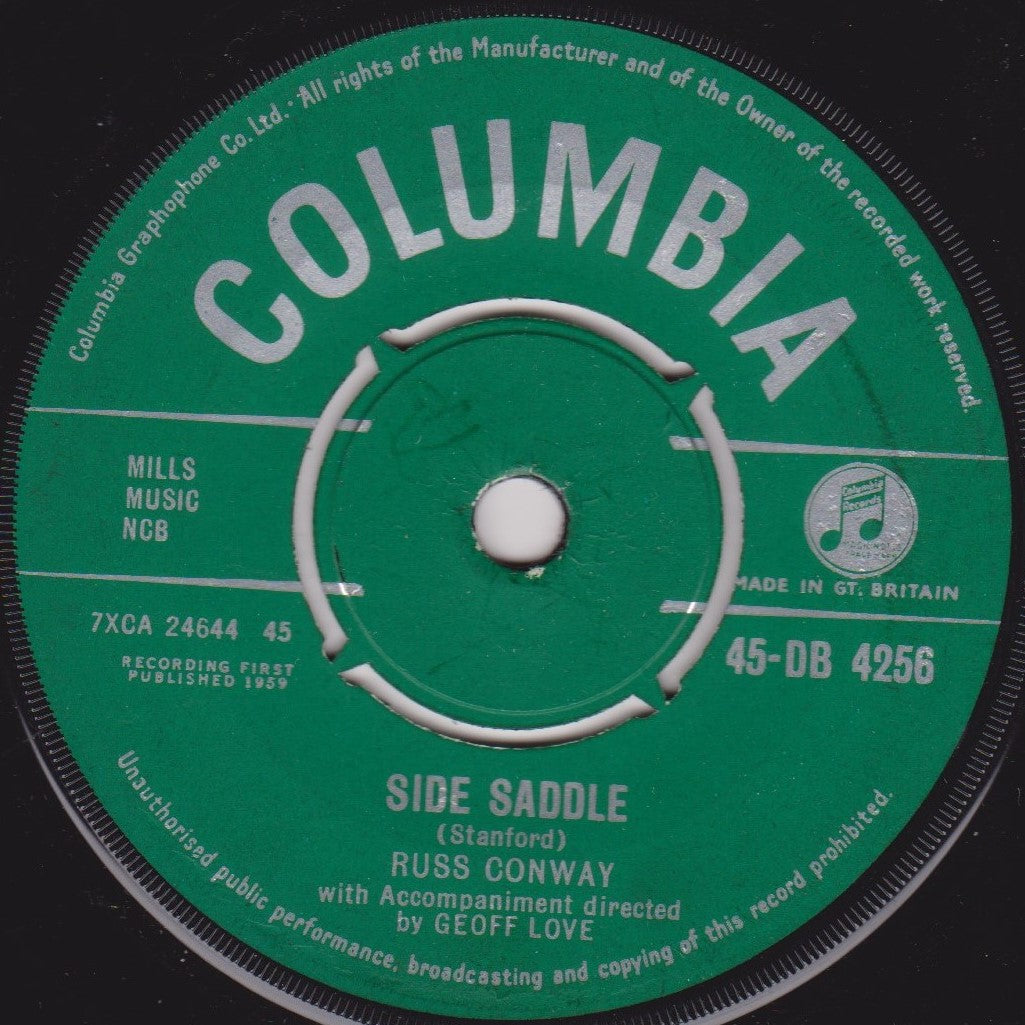 Columbia Graphophone Co.Ltd. · All rights of the Manufacturer and of the Owner of the recorded work reserved.
COLUMBIA
MILLS
MUSIC
NCB
Columbia
Records
MADE IN GT. BRITAIN
7XCA 24644 45
RECORDING FIRST
PUBLISHED 1959
45-DB 4256
SIDE SADDLE
(Stanford)
RUSS CONWAY
with Accompaniment directed
by GEOFF LOVE
Unauthorised public performance, broadcasting and copying of this record prohibited.